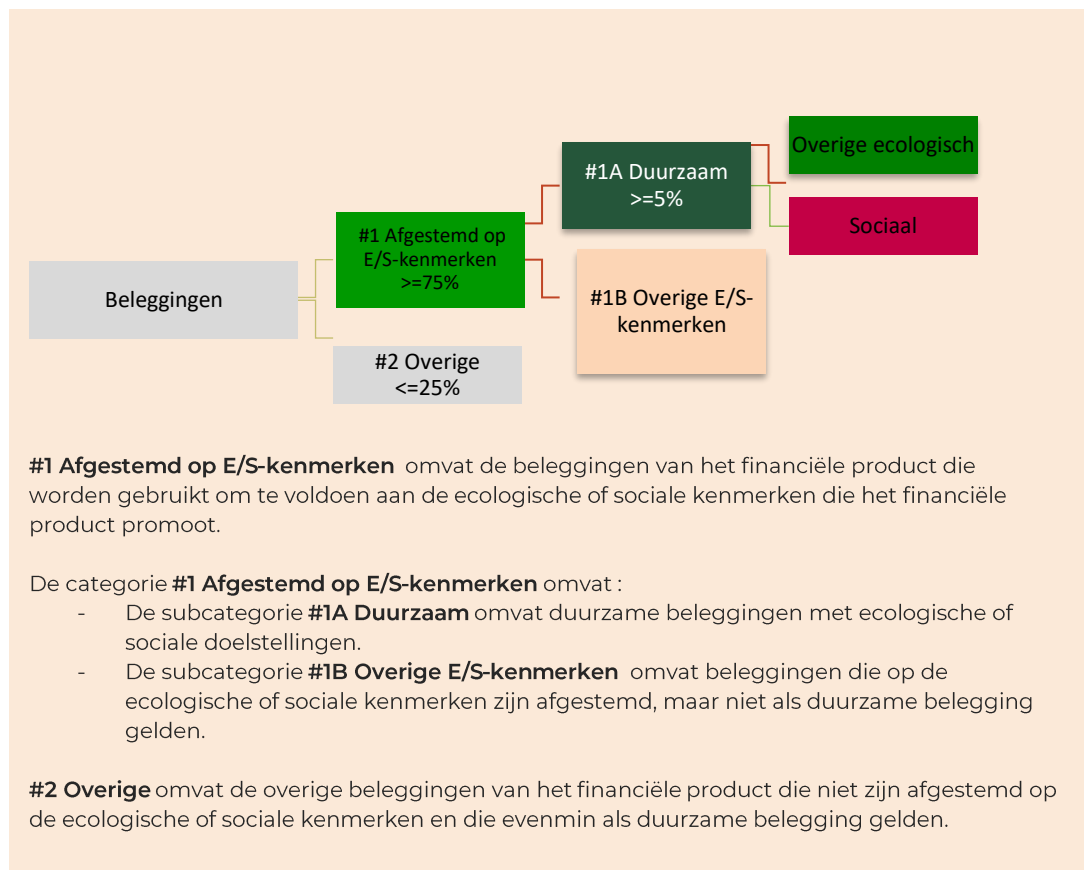 Overige ecologisch
#1A Duurzaam
>=5%
Sociaal
#1 Afgestemd op
E/S-kenmerken
>=75%
Beleggingen
#1B Overige E/S-
kenmerken
#2 Overige
<=25%
#1 Afgestemd op E/S-kenmerken omvat de beleggingen van het financiële product die
worden gebruikt om te voldoen aan de ecologische of sociale kenmerken die het financiële
product promoot.
De categorie #1 Afgestemd op E/S-kenmerken omvat :
- De subcategorie #1A Duurzaam omvat duurzame beleggingen met ecologische of
sociale doelstellingen.
- De subcategorie #1B Overige E/S-kenmerken omvat beleggingen die op de
ecologische of sociale kenmerken zijn afgestemd, maar niet als duurzame belegging
gelden.
#2 Overige omvat de overige beleggingen van het financiële product die niet zijn afgestemd op
de ecologische of sociale kenmerken en die evenmin als duurzame belegging gelden.